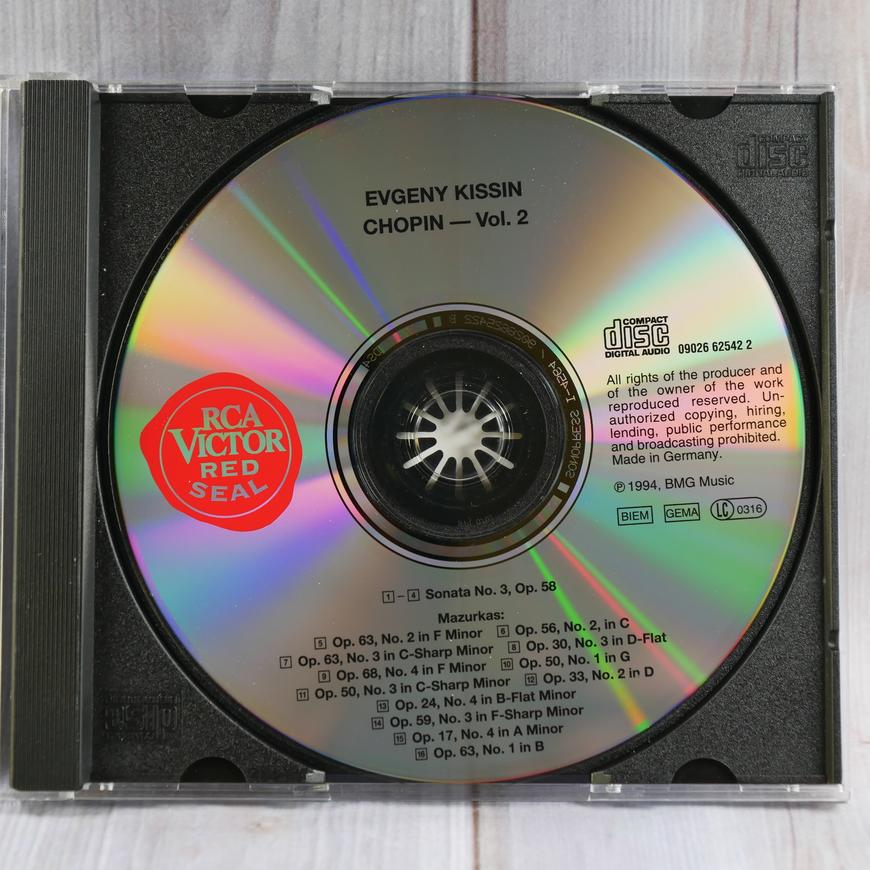 EVGENY KISSIN
CHOPIN — Vol. 2
COMPACT
disc
DIGITAL AUDIO
COMPACT
disc
DIGITAL AUDIO
09026 62542 2
All rights of the producer and
of the owner of the work
reproduced reserved. Un-
authorized copying, hiring,
lending, public performance
and broadcasting prohibited.
Made in Germany.
℗ 1994, BMG Music
BIEM GEMA LC 0316
RCA
VICTOR
RED
SEAL
SONOPRESS
1 – 4 Sonata No. 3, Op. 58
Mazurkas:
5 Op. 63, No. 2 in F Minor 6 Op. 56, No. 2, in C
7 Op. 63, No. 3 in C-Sharp Minor 8 Op. 30, No. 3 in D-Flat
9 Op. 68, No. 4 in F Minor 10 Op. 50, No. 1 in G
11 Op. 50, No. 3 in C-Sharp Minor 12 Op. 33, No. 2 in D
13 Op. 24, No. 4 in B-Flat Minor
14 Op. 59, No. 3 in F-Sharp Minor
15 Op. 17, No. 4 in A Minor
16 Op. 63, No. 1 in B